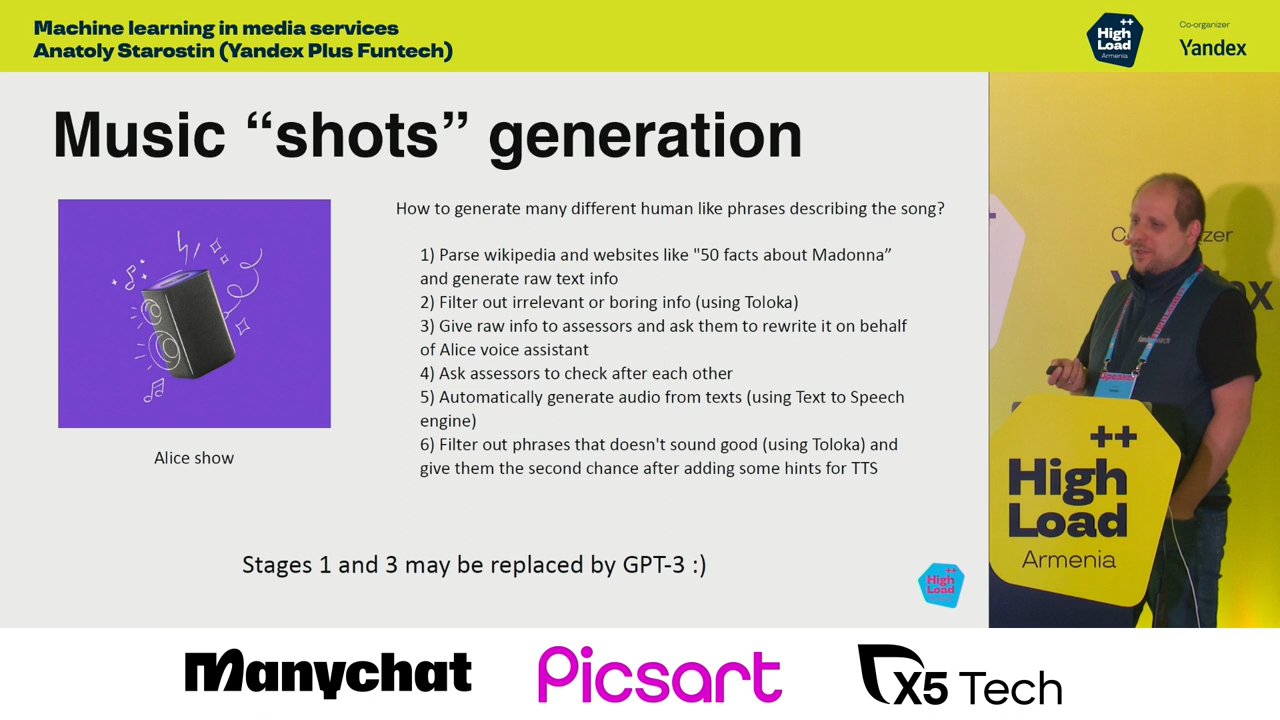 Machine learning in media services
Anatoly Starostin (Yandex Plus Funtech)
++
High
Load
Armenia
Co-organizer
Yandex
Music “shots” generation
How to generate many different human like phrases describing the song?
1) Parse wikipedia and websites like "50 facts about Madonna”
and generate raw text info
2) Filter out irrelevant or boring info (using Toloka)
3) Give raw info to assessors and ask them to rewrite it on behalf
of Alice voice assistant
4) Ask assessors to check after each other
5) Automatically generate audio from texts (using Text to Speech
engine)
6) Filter out phrases that doesn't sound good (using Toloka) and
give them the second chance after adding some hints for TTS
Alice show
Stages 1 and 3 may be replaced by GPT-3 :)
++
High
Load
Speaker
++
High
Load
Armenia
Manychat
Picsart
X5 Tech